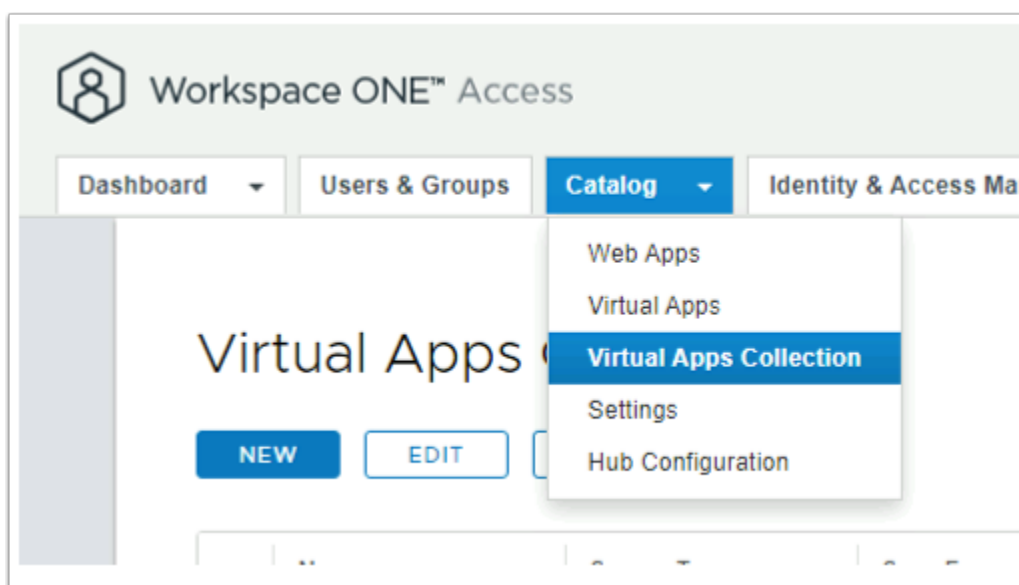 Workspace ONE™ Access
Dashboard Users & Groups Catalog Identity & Access Ma
Web Apps
Virtual Apps
Virtual Apps
Virtual Apps Collection
NEW EDIT
Settings
Hub Configuration